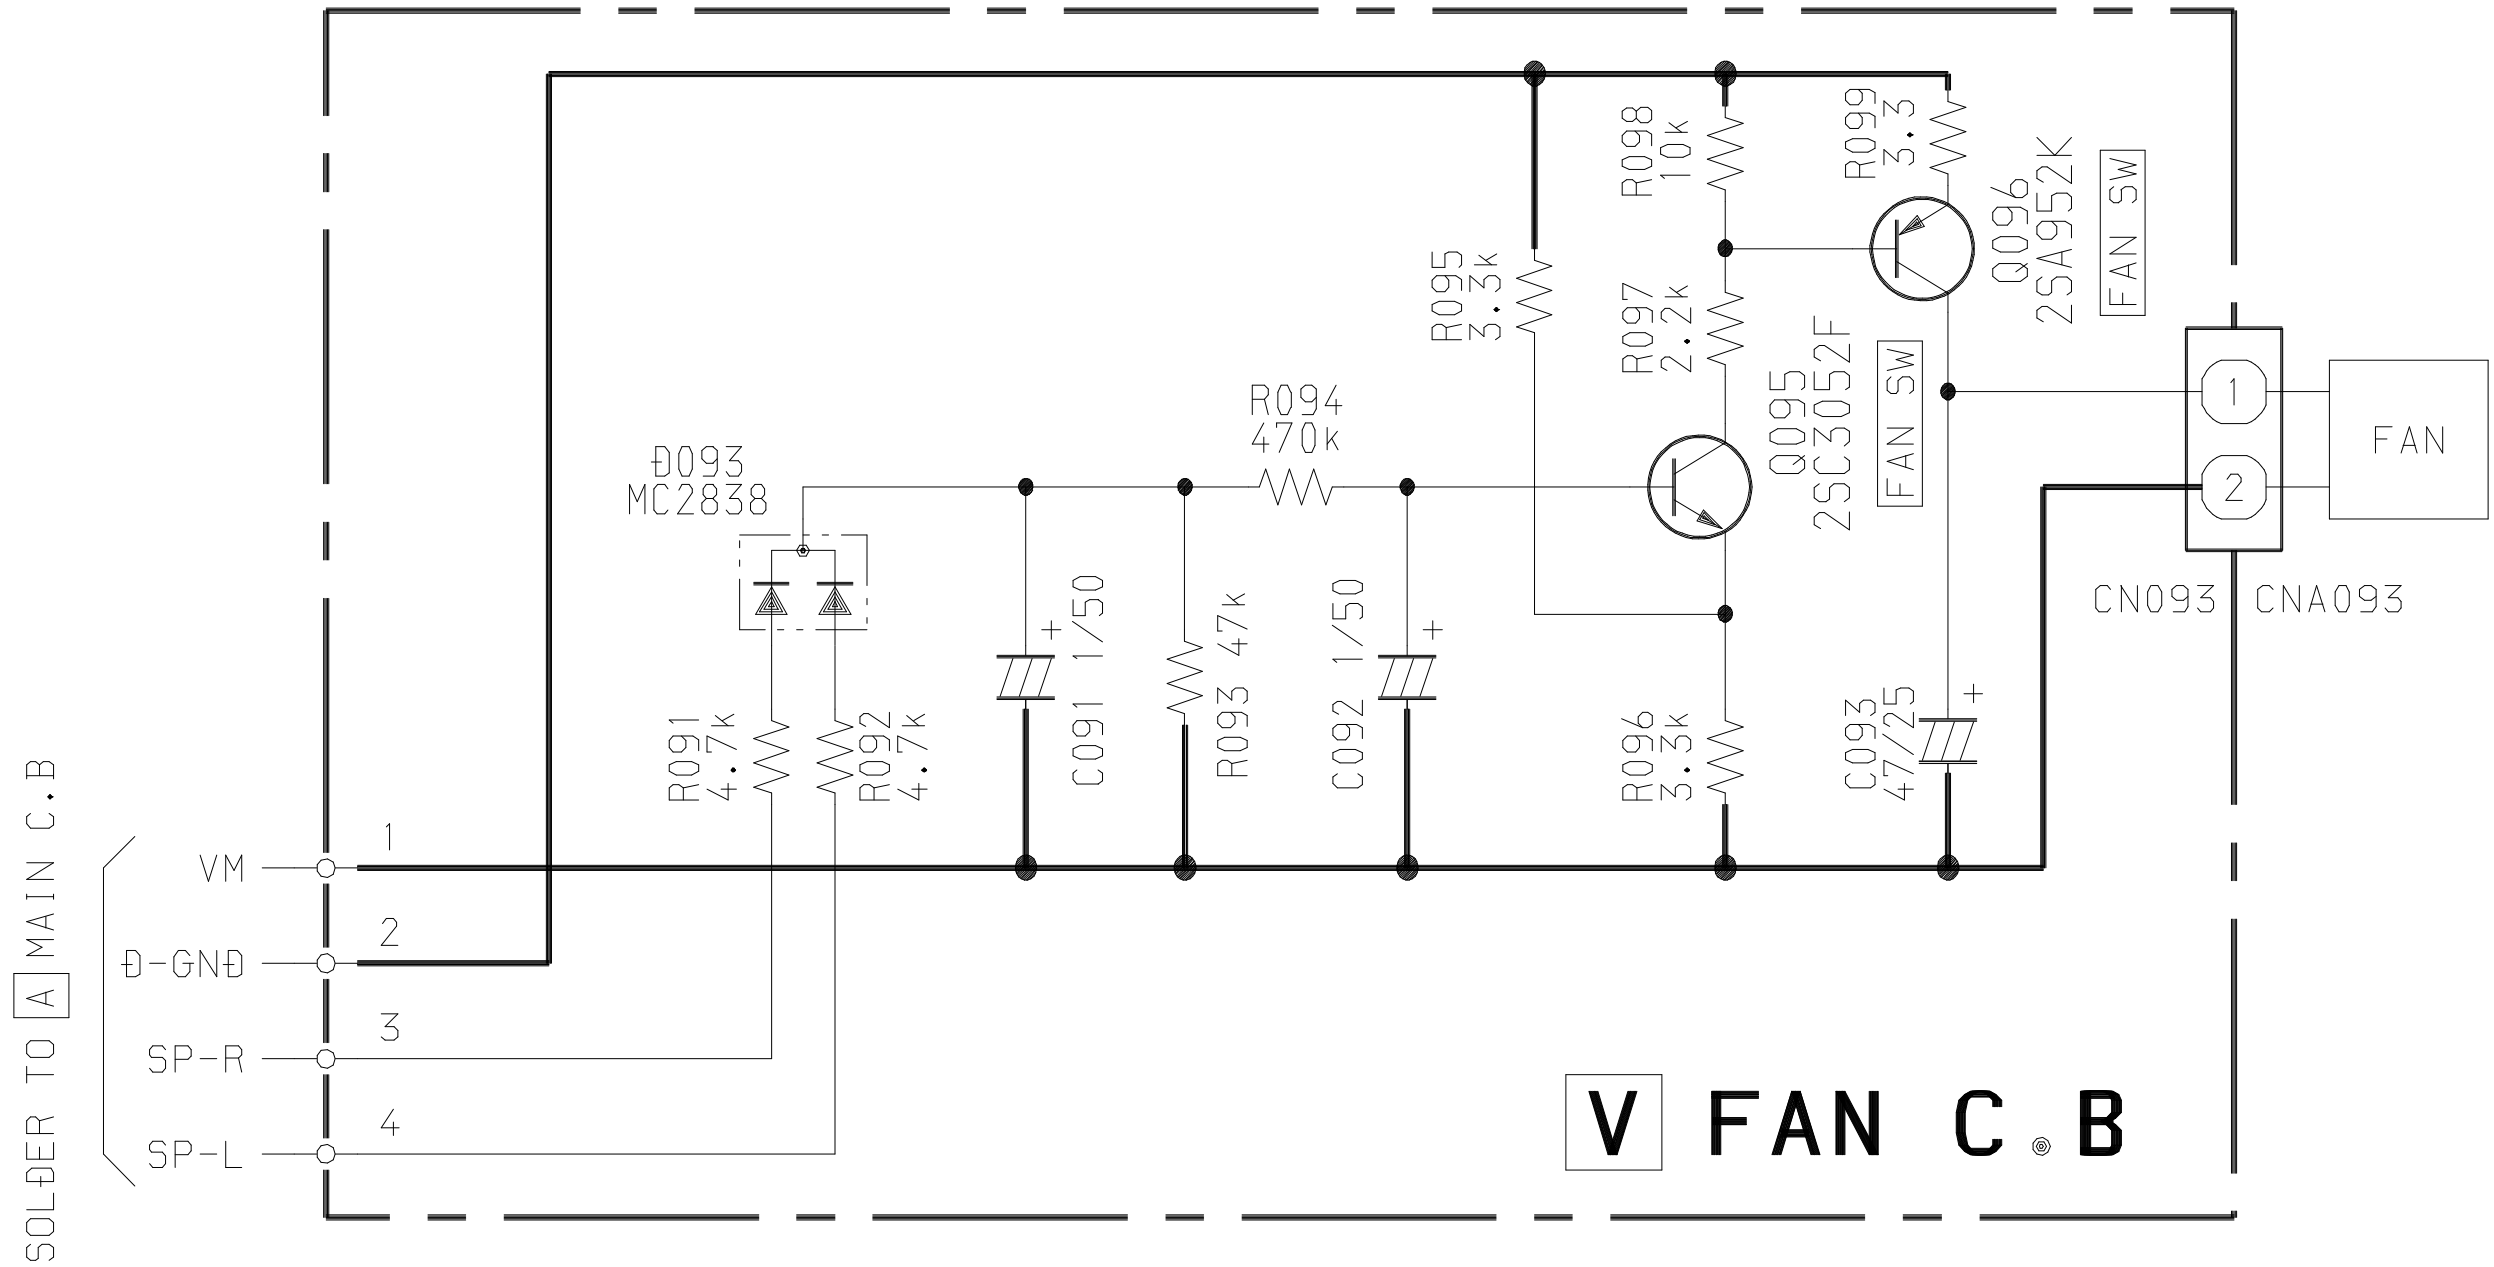 SOLDER TO A MAIN C.B
VM
D-GND
SP-R
SP-L
1
2
3
4
D093
MC2838
R091
4.7k
R092
4.7k
+
C091 1/50
R093 47k
R094
470k
+
C092 1/50
R095
3.3k
R098
10k
R097
2.2k
R096
3.3k
Q095
2SC3052F
FAN SW
R099
3.3
Q096
2SA952K
FAN SW
+
C093
47/25
1
2
CN093
CNA093
FAN
V FAN C.B